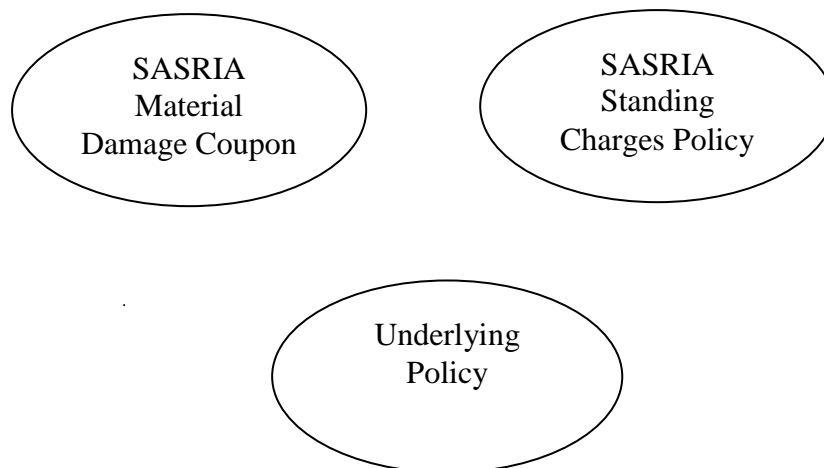 SASRIA
Material
Damage Coupon
SASRIA
Standing
Charges Policy
Underlying
Policy